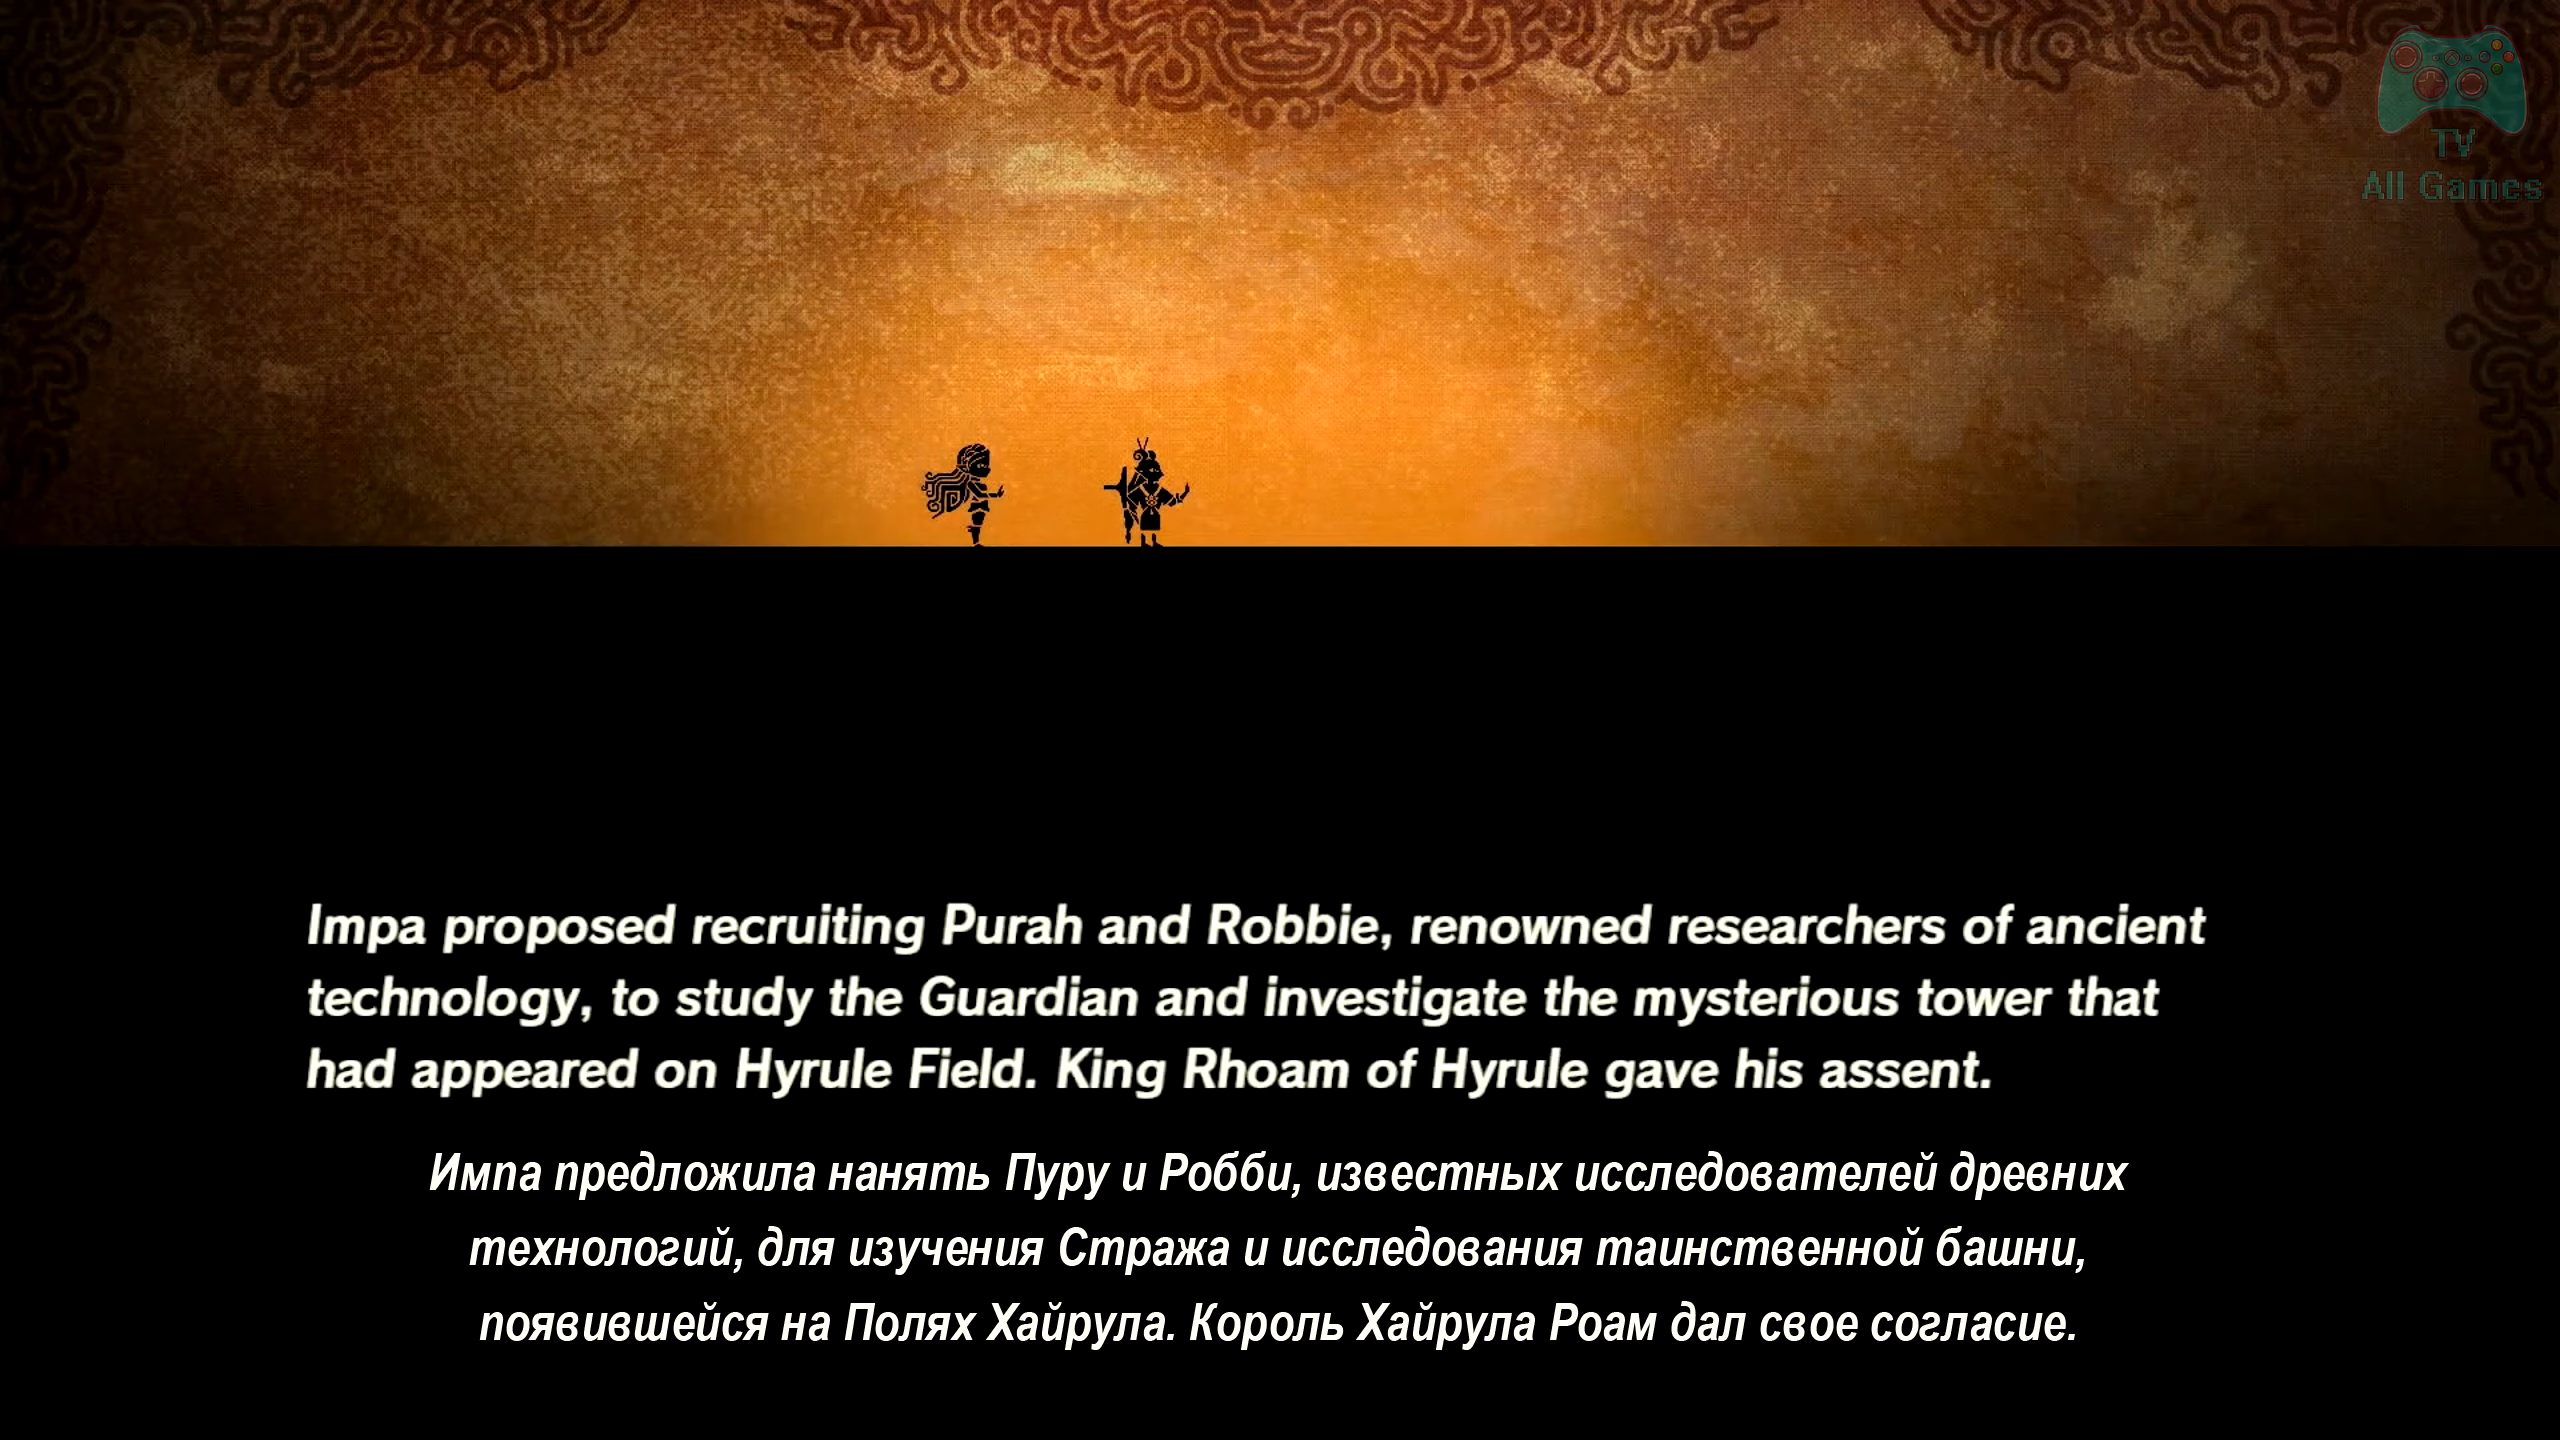 TV
All Games
Impa proposed recruiting Purah and Robbie, renowned researchers of ancient
technology, to study the Guardian and investigate the mysterious tower that
had appeared on Hyrule Field. King Rhoam of Hyrule gave his assent.
Импа предложила нанять Пуру и Робби, известных исследователей древних
технологий, для изучения Стража и исследования таинственной башни,
появившейся на Полях Хайрула. Король Хайрула Роам дал свое согласие.